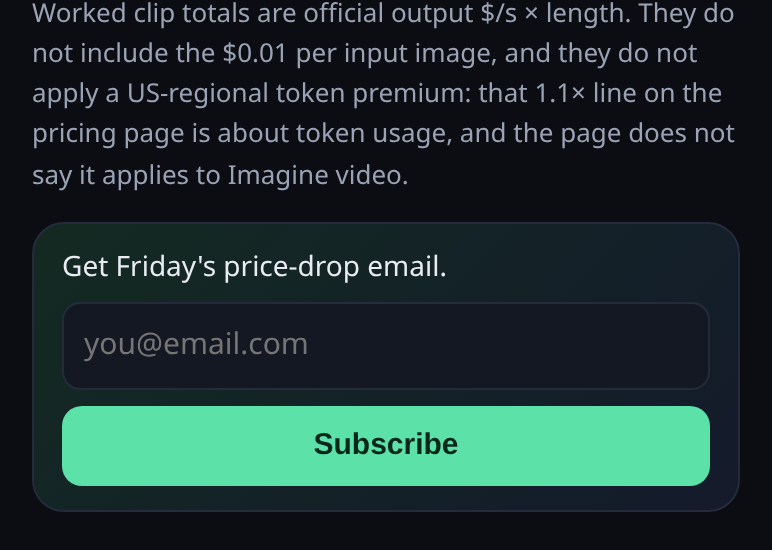 Worked clip totals are official output $/s × length. They do
not include the $0.01 per input image, and they do not
apply a US-regional token premium: that 1.1× line on the
pricing page is about token usage, and the page does not
say it applies to Imagine video.
Get Friday's price-drop email.
you@email.com
Subscribe